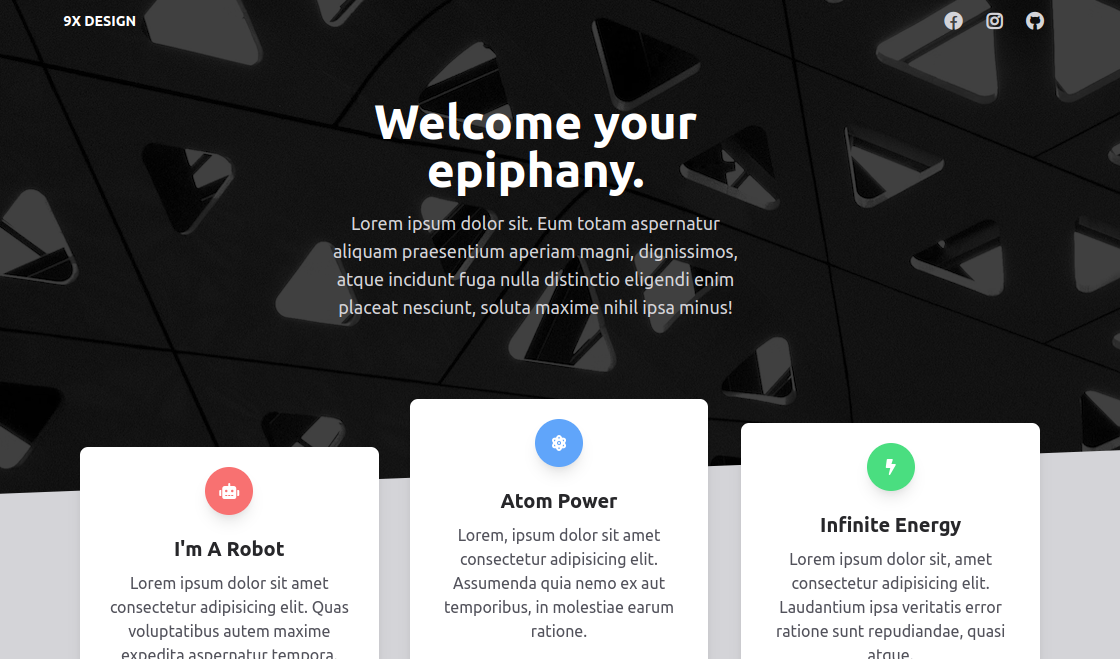 9X DESIGN
Welcome your
epiphany.
Lorem ipsum dolor sit. Eum totam aspernatur
aliquam praesentium aperiam magni, dignissimos,
atque incidunt fuga nulla distinctio eligendi enim
placeat nesciunt, soluta maxime nihil ipsa minus!
I'm A Robot
Lorem ipsum dolor sit amet
consectetur adipisicing elit. Quas
voluptatibus autem maxime
expedita aspernatur tempora.
Atom Power
Lorem, ipsum dolor sit amet
consectetur adipisicing elit.
Assumenda quia nemo ex aut
temporibus, in molestiae earum
ratione.
Infinite Energy
Lorem ipsum dolor sit, amet
consectetur adipisicing elit.
Laudantium ipsa veritatis error
ratione sunt repudiandae, quasi
atque.